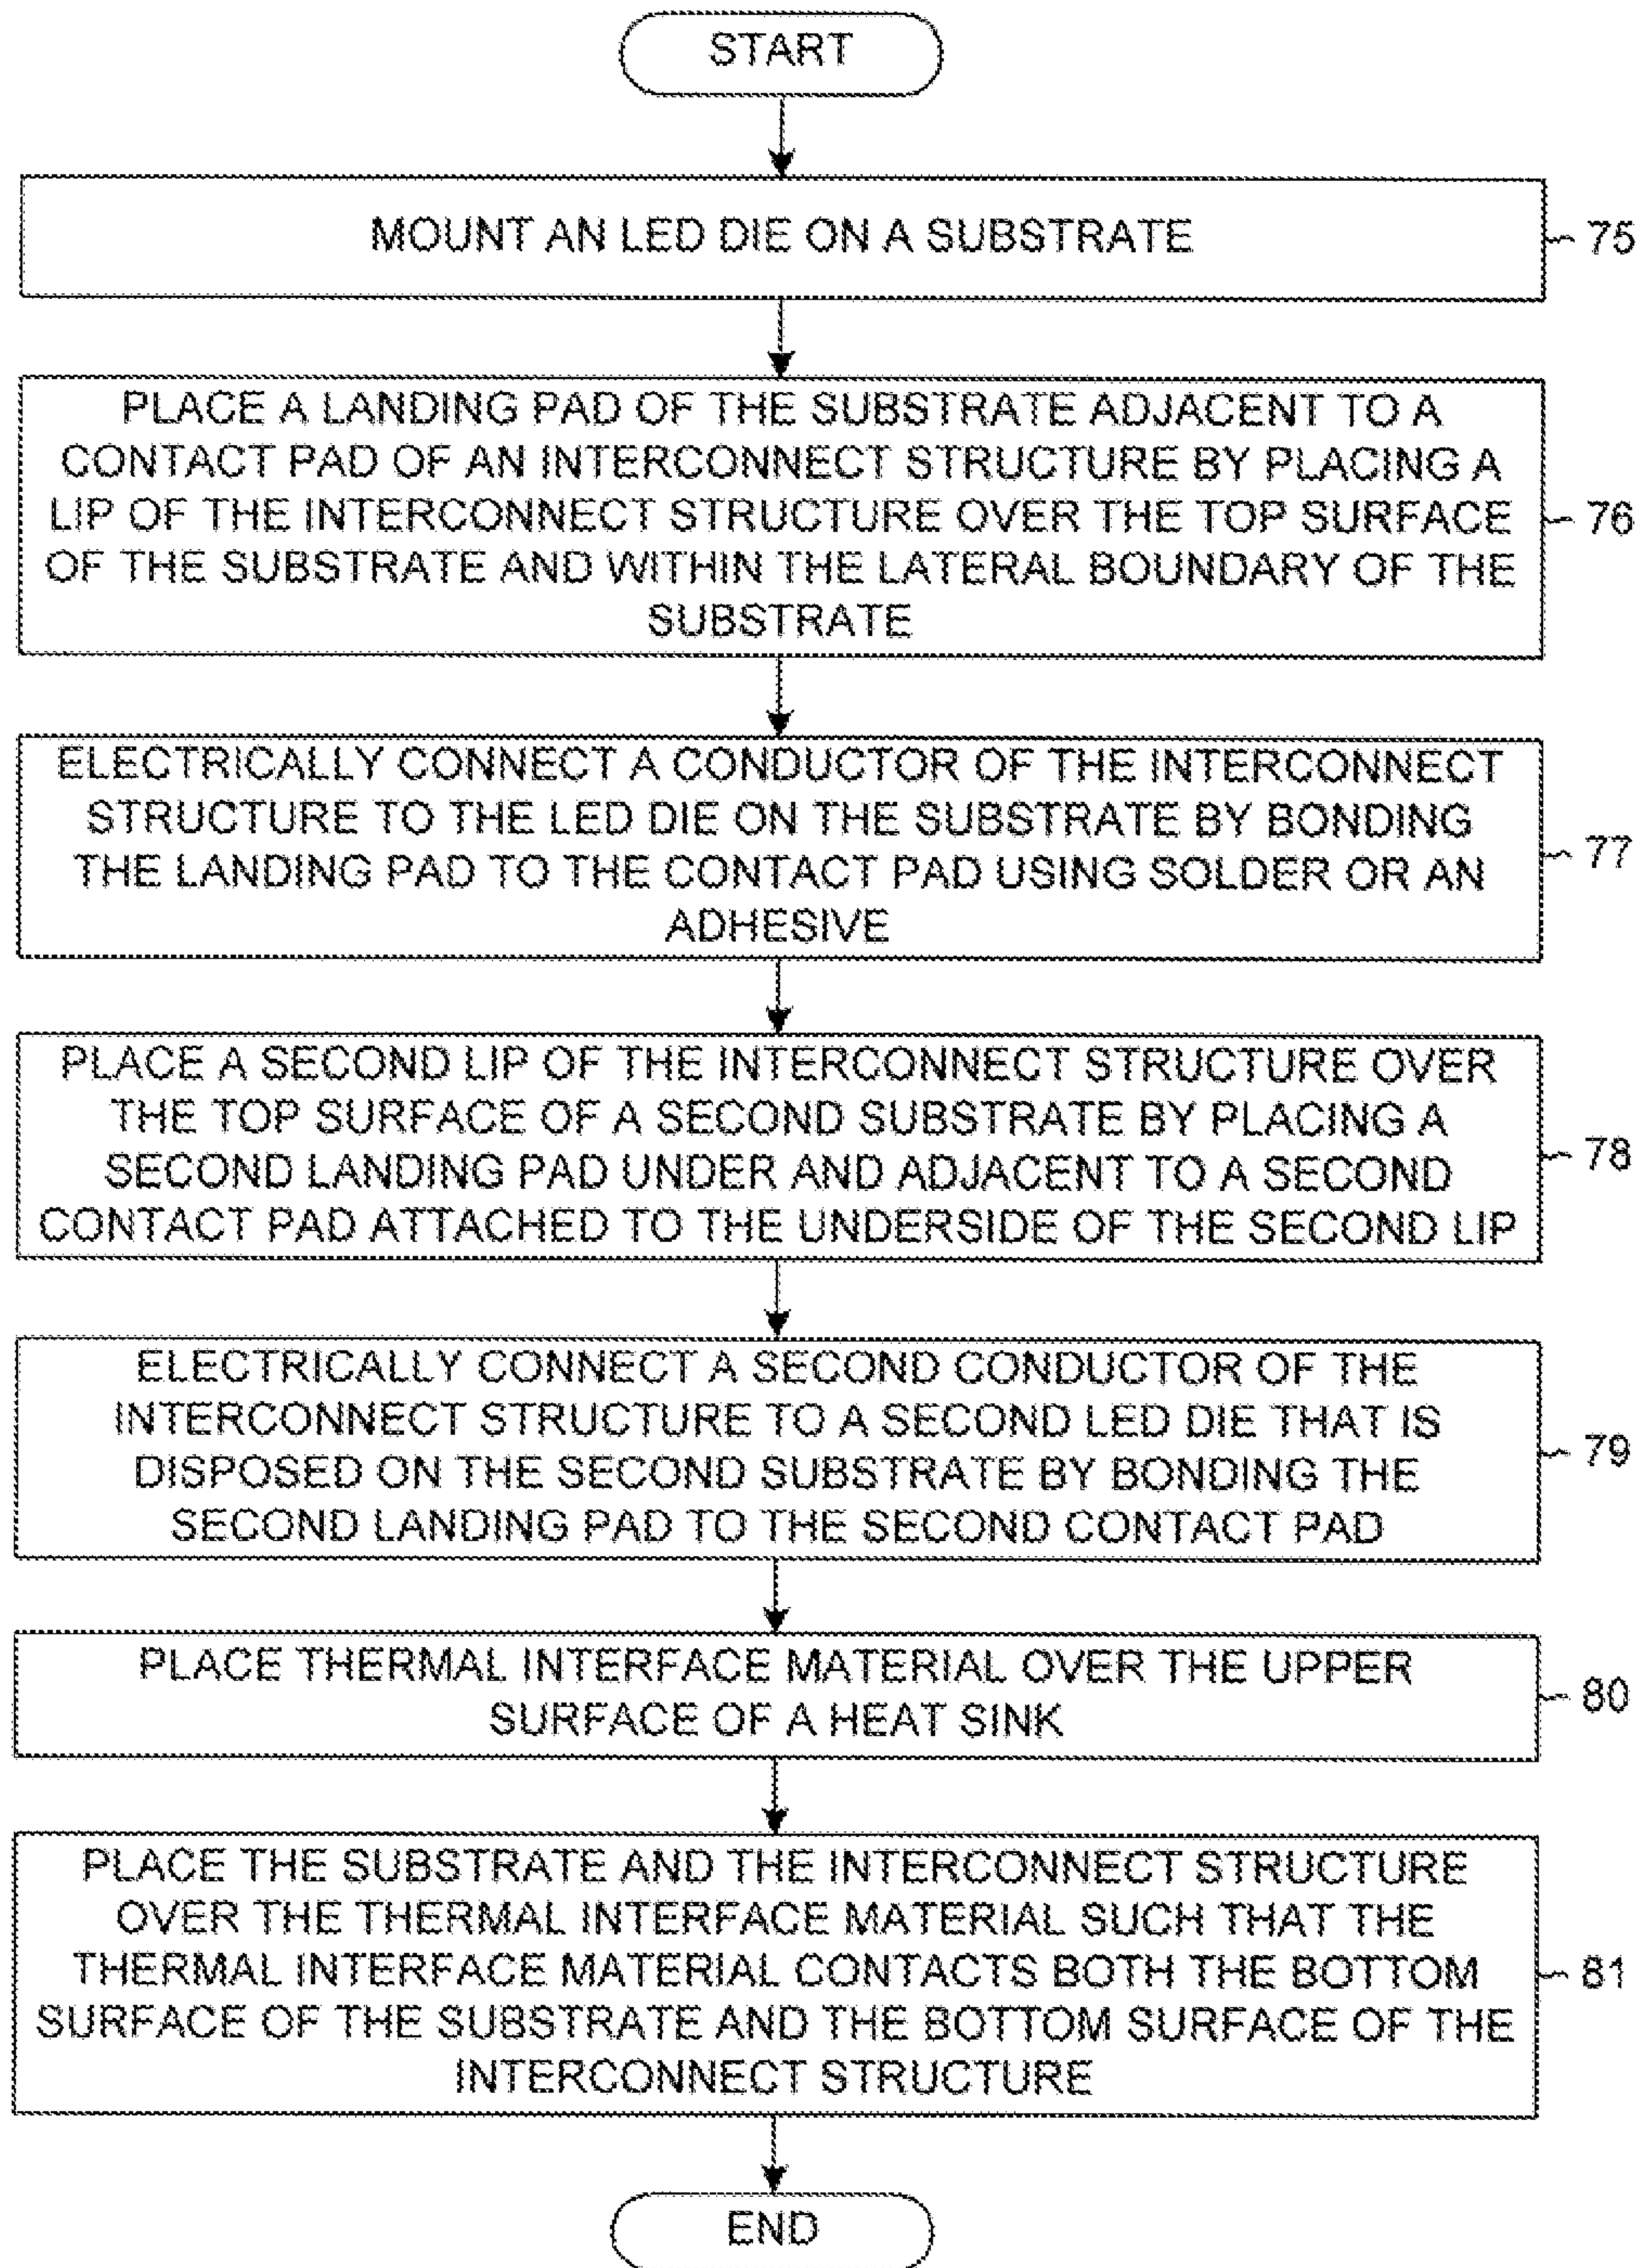 START
MOUNT AN LED DIE ON A SUBSTRATE
75
PLACE A LANDING PAD OF THE SUBSTRATE ADJACENT TO A
CONTACT PAD OF AN INTERCONNECT STRUCTURE BY PLACING A
LIP OF THE INTERCONNECT STRUCTURE OVER THE TOP SURFACE
OF THE SUBSTRATE AND WITHIN THE LATERAL BOUNDARY OF THE
SUBSTRATE
76
ELECTRICALLY CONNECT A CONDUCTOR OF THE INTERCONNECT
STRUCTURE TO THE LED DIE ON THE SUBSTRATE BY BONDING
THE LANDING PAD TO THE CONTACT PAD USING SOLDER OR AN
ADHESIVE
77
PLACE A SECOND LIP OF THE INTERCONNECT STRUCTURE OVER
THE TOP SURFACE OF A SECOND SUBSTRATE BY PLACING A
SECOND LANDING PAD UNDER AND ADJACENT TO A SECOND
CONTACT PAD ATTACHED TO THE UNDERSIDE OF THE SECOND LIP
78
ELECTRICALLY CONNECT A SECOND CONDUCTOR OF THE
INTERCONNECT STRUCTURE TO A SECOND LED DIE THAT IS
DISPOSED ON THE SECOND SUBSTRATE BY BONDING THE
SECOND LANDING PAD TO THE SECOND CONTACT PAD
79
PLACE THERMAL INTERFACE MATERIAL OVER THE UPPER
SURFACE OF A HEAT SINK
80
PLACE THE SUBSTRATE AND THE INTERCONNECT STRUCTURE
OVER THE THERMAL INTERFACE MATERIAL SUCH THAT THE
THERMAL INTERFACE MATERIAL CONTACTS BOTH THE BOTTOM
SURFACE OF THE SUBSTRATE AND THE BOTTOM SURFACE OF THE
INTERCONNECT STRUCTURE
81
END